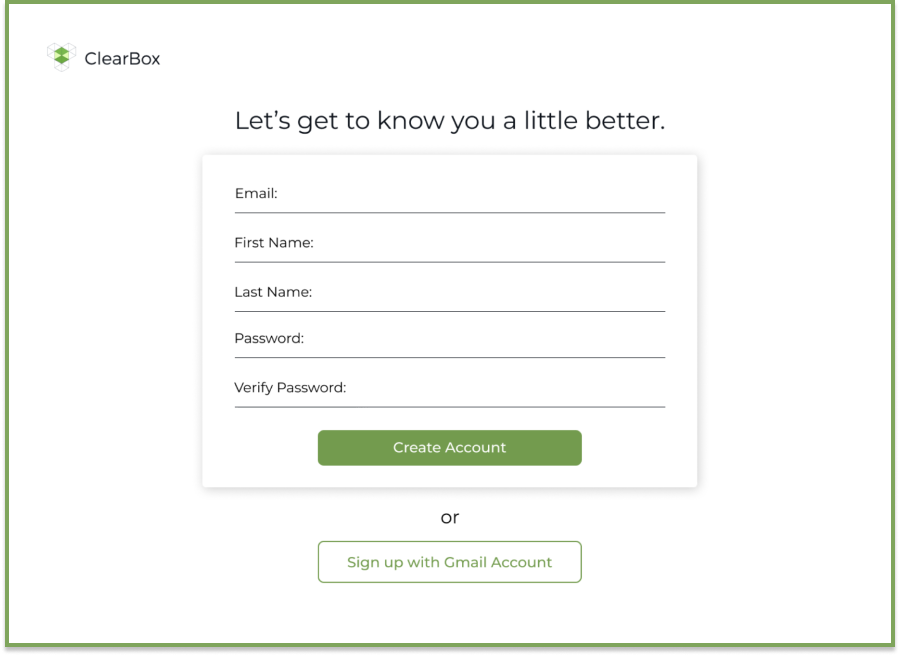 ClearBox
Let’s get to know you a little better.
Email:
First Name:
Last Name:
Password:
Verify Password:
Create Account
or
Sign up with Gmail Account